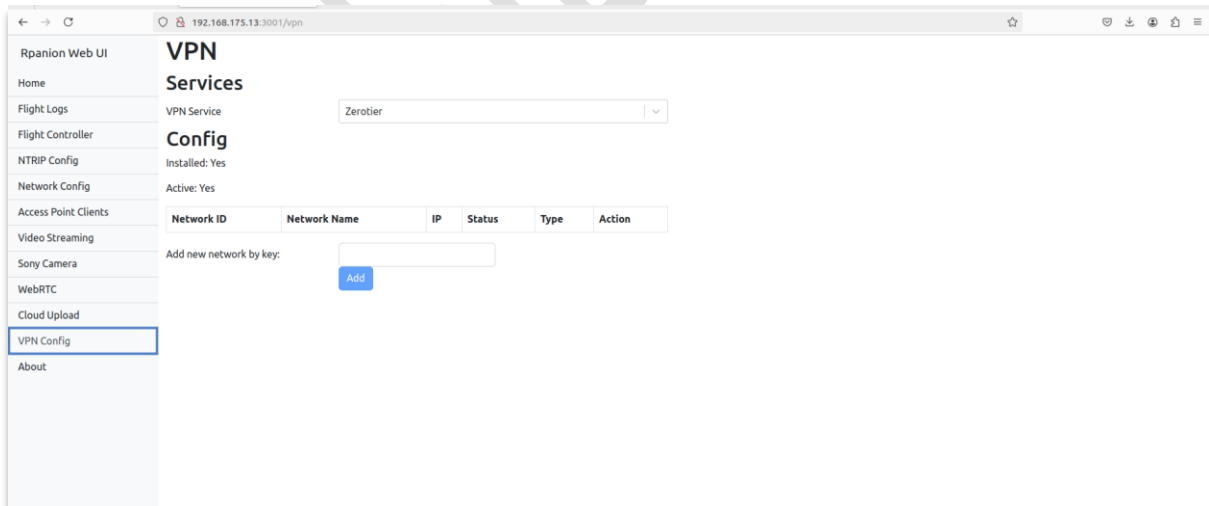 192.168.175.13:3001/vpn
Rpanion Web UI
Home
Flight Logs
Flight Controller
NTRIP Config
Network Config
Access Point Clients
Video Streaming
Sony Camera
WebRTC
Cloud Upload
VPN Config
About
VPN
Services
VPN Service Zerotier
Config
Installed: Yes
Active: Yes
Network ID Network Name IP Status Type Action
Add new network by key:
Add